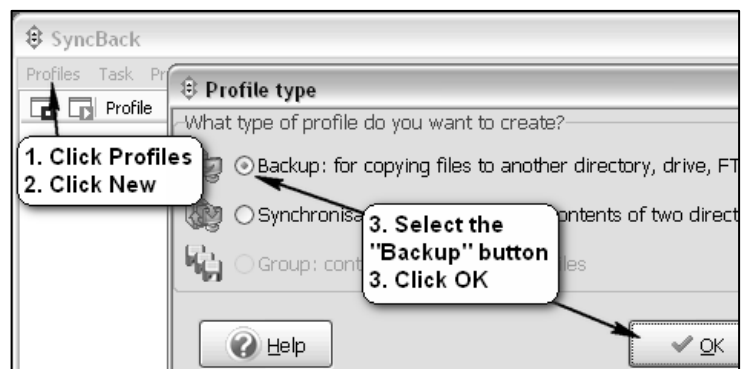 SyncBack
Profiles Task Pr
Profile type
Profile
What type of profile do you want to create?
1. Click Profiles
2. Click New
Backup: for copying files to another directory, drive, FT
Synchronisa ontents of two direct
3. Select the
"Backup" button
3. Click OK
Group: cont les
Help
OK